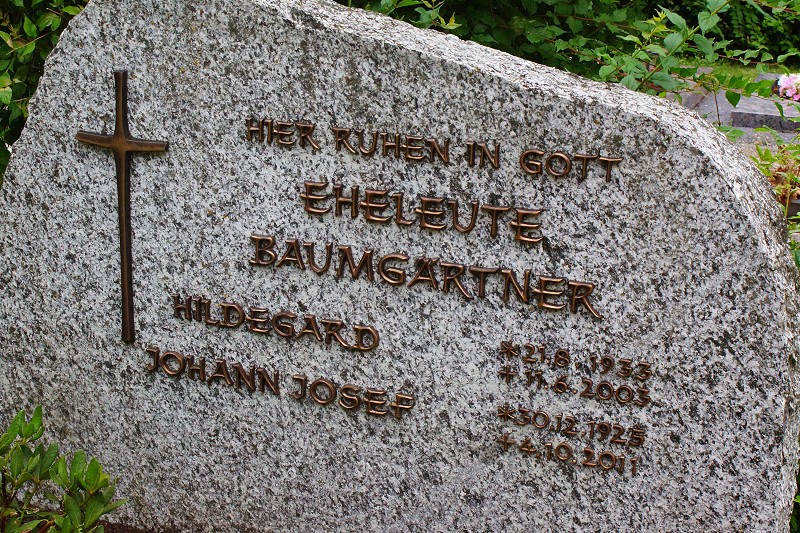 HIER RUHEN IN GOTT
EHELEUTE
BAUMGÄRTNER
HILDEGARD
*21.8.1933
+11.6.2003
JOHANN JOSEF
*30.12.1925
+4.10.2011